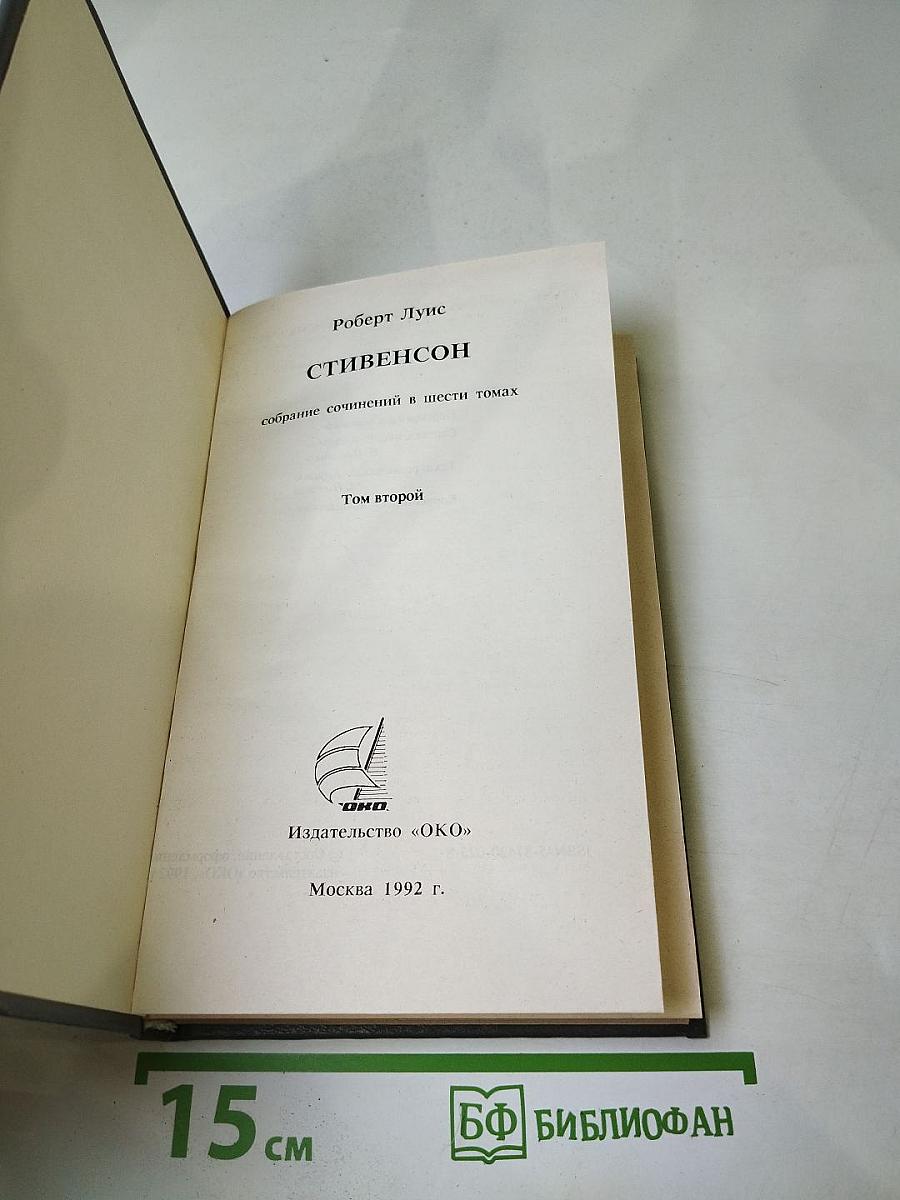 Роберт Луис
СТИВЕНСОН
собрание сочинений в шести томах
Том второй
ОКО
Издательство «ОКО»
Москва 1992 г.
15 см
БФ БИБЛИОФАН